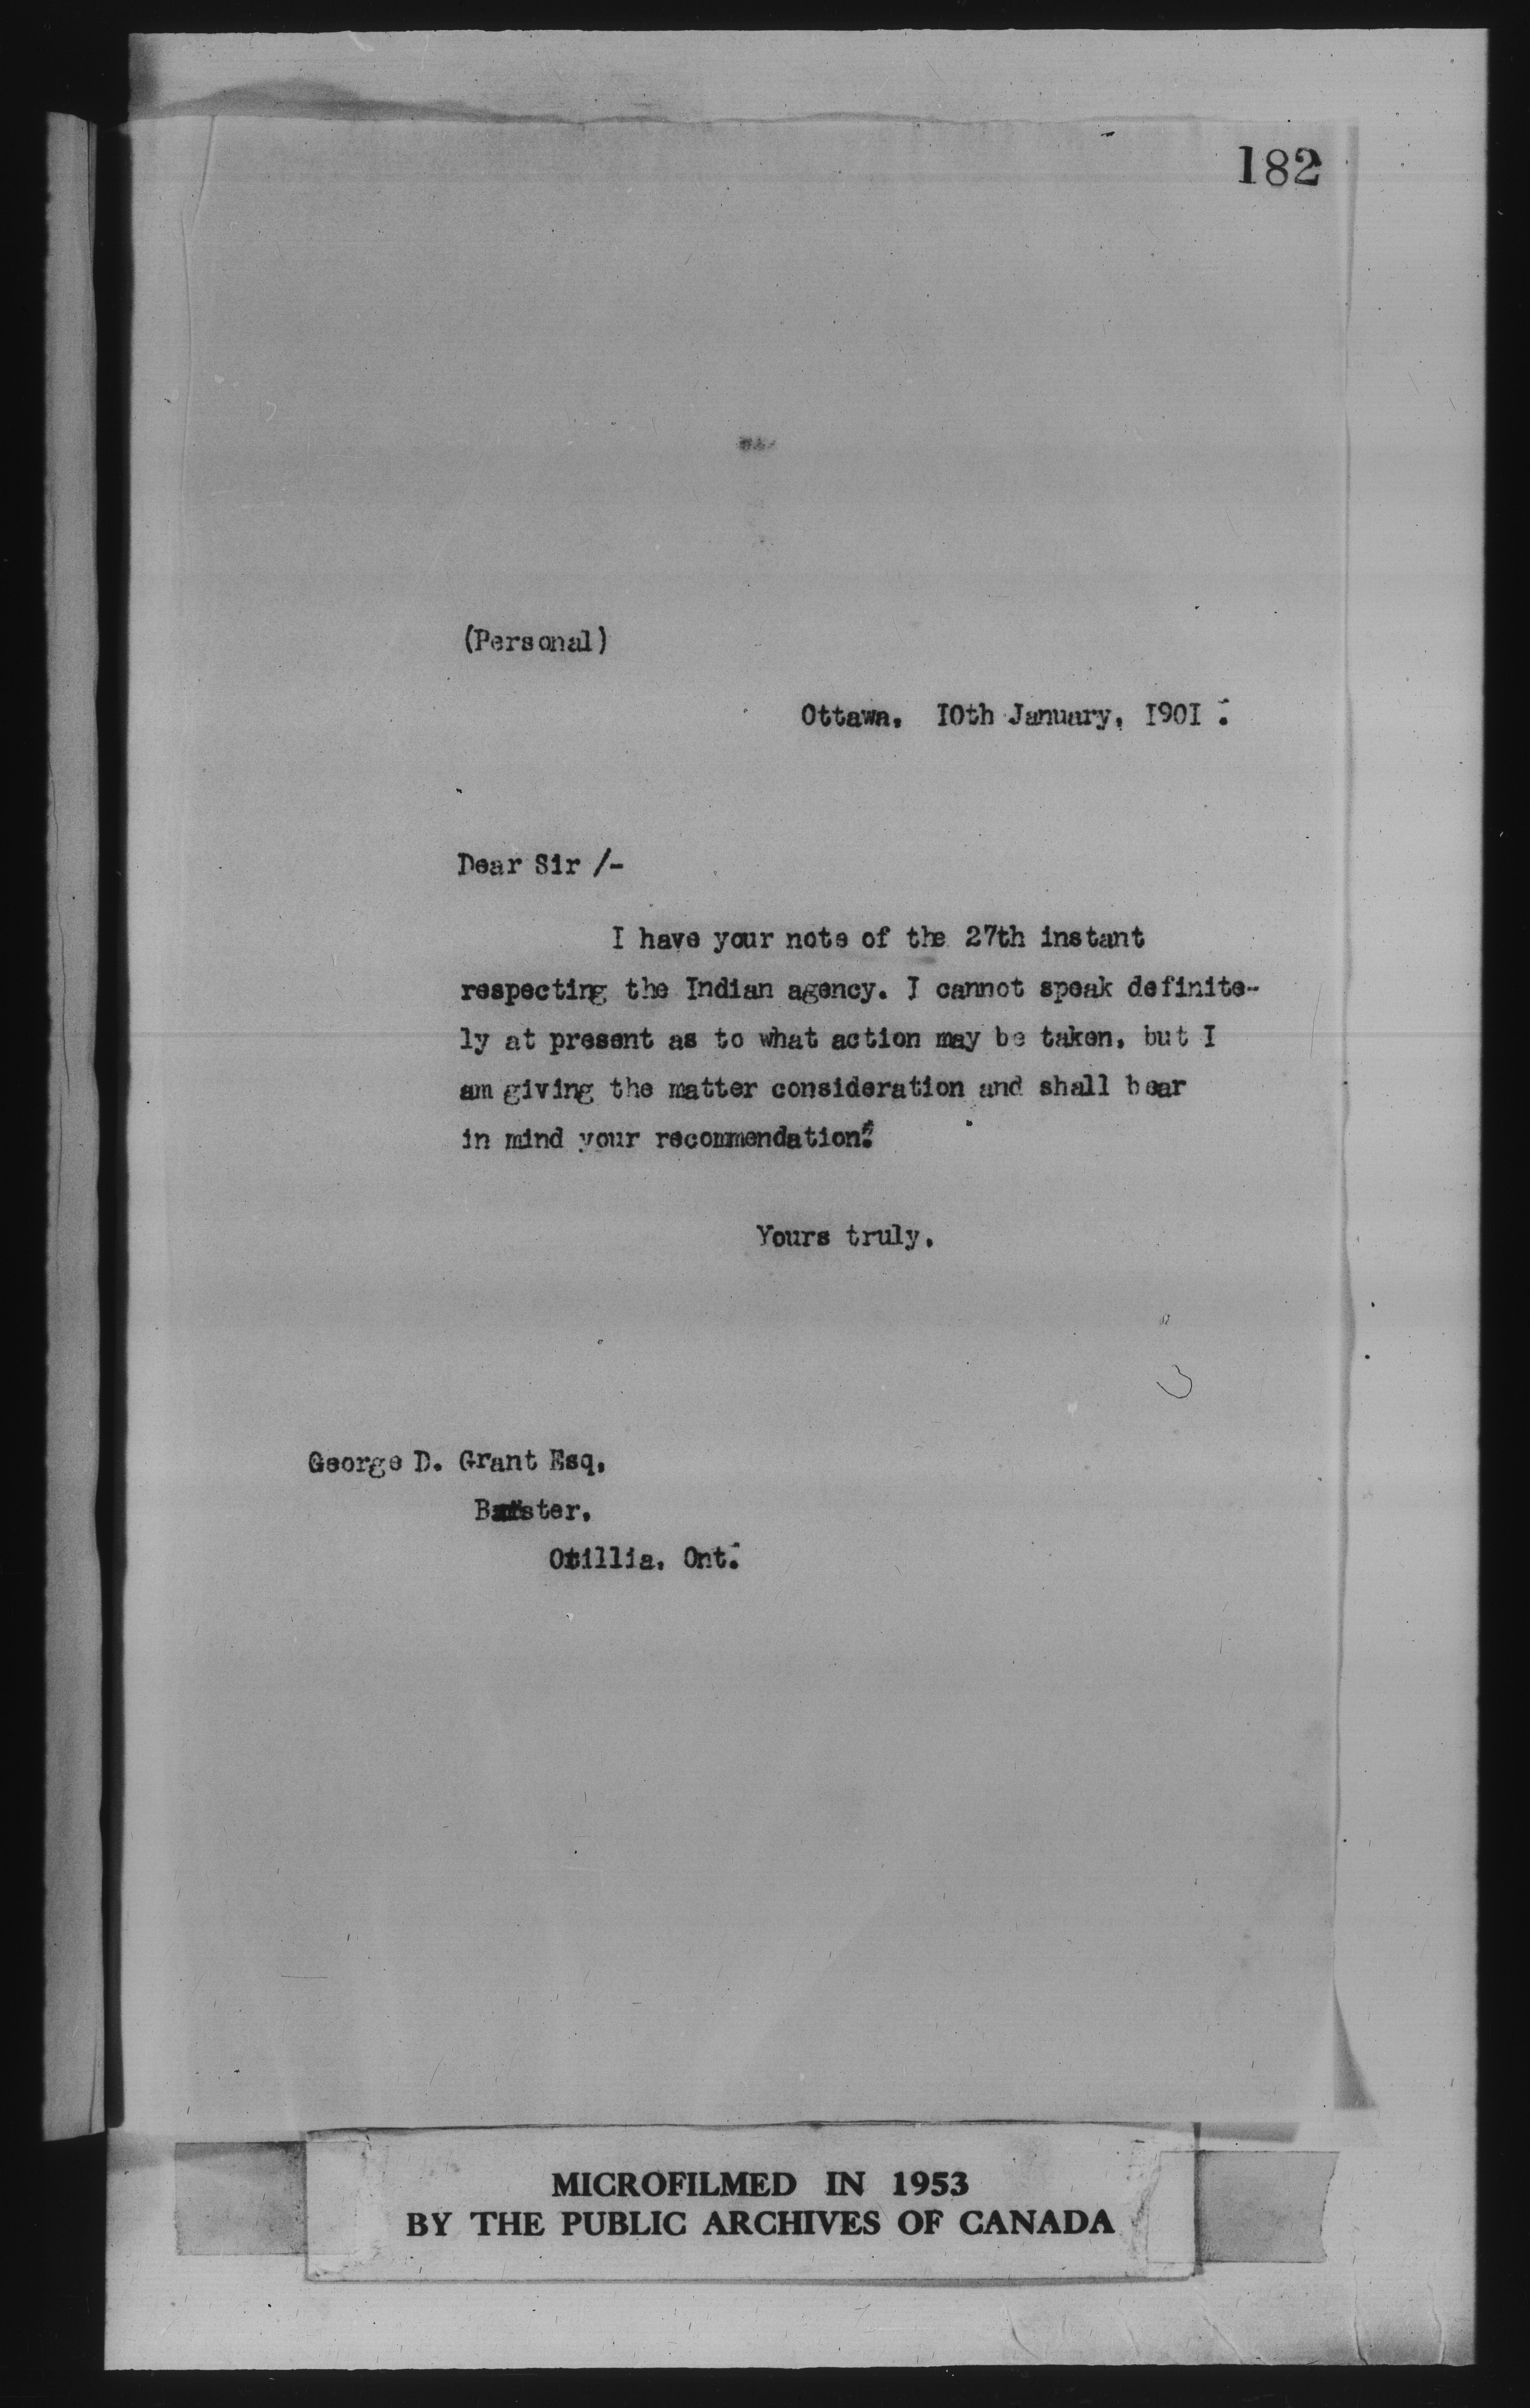 182
(Personal)
Ottawa, 10th January, 1901.
Dear Sir /-
I have your note of the 27th instant
respecting the Indian agency. I cannot speak definite-
ly at present as to what action may be taken, but I
am giving the matter consideration and shall bear
in mind your recommendation.
Yours truly,
George D. Grant Esq,
Orillia, Ont.
MICROFILMED IN 1953
BY THE PUBLIC ARCHIVES OF CANADA